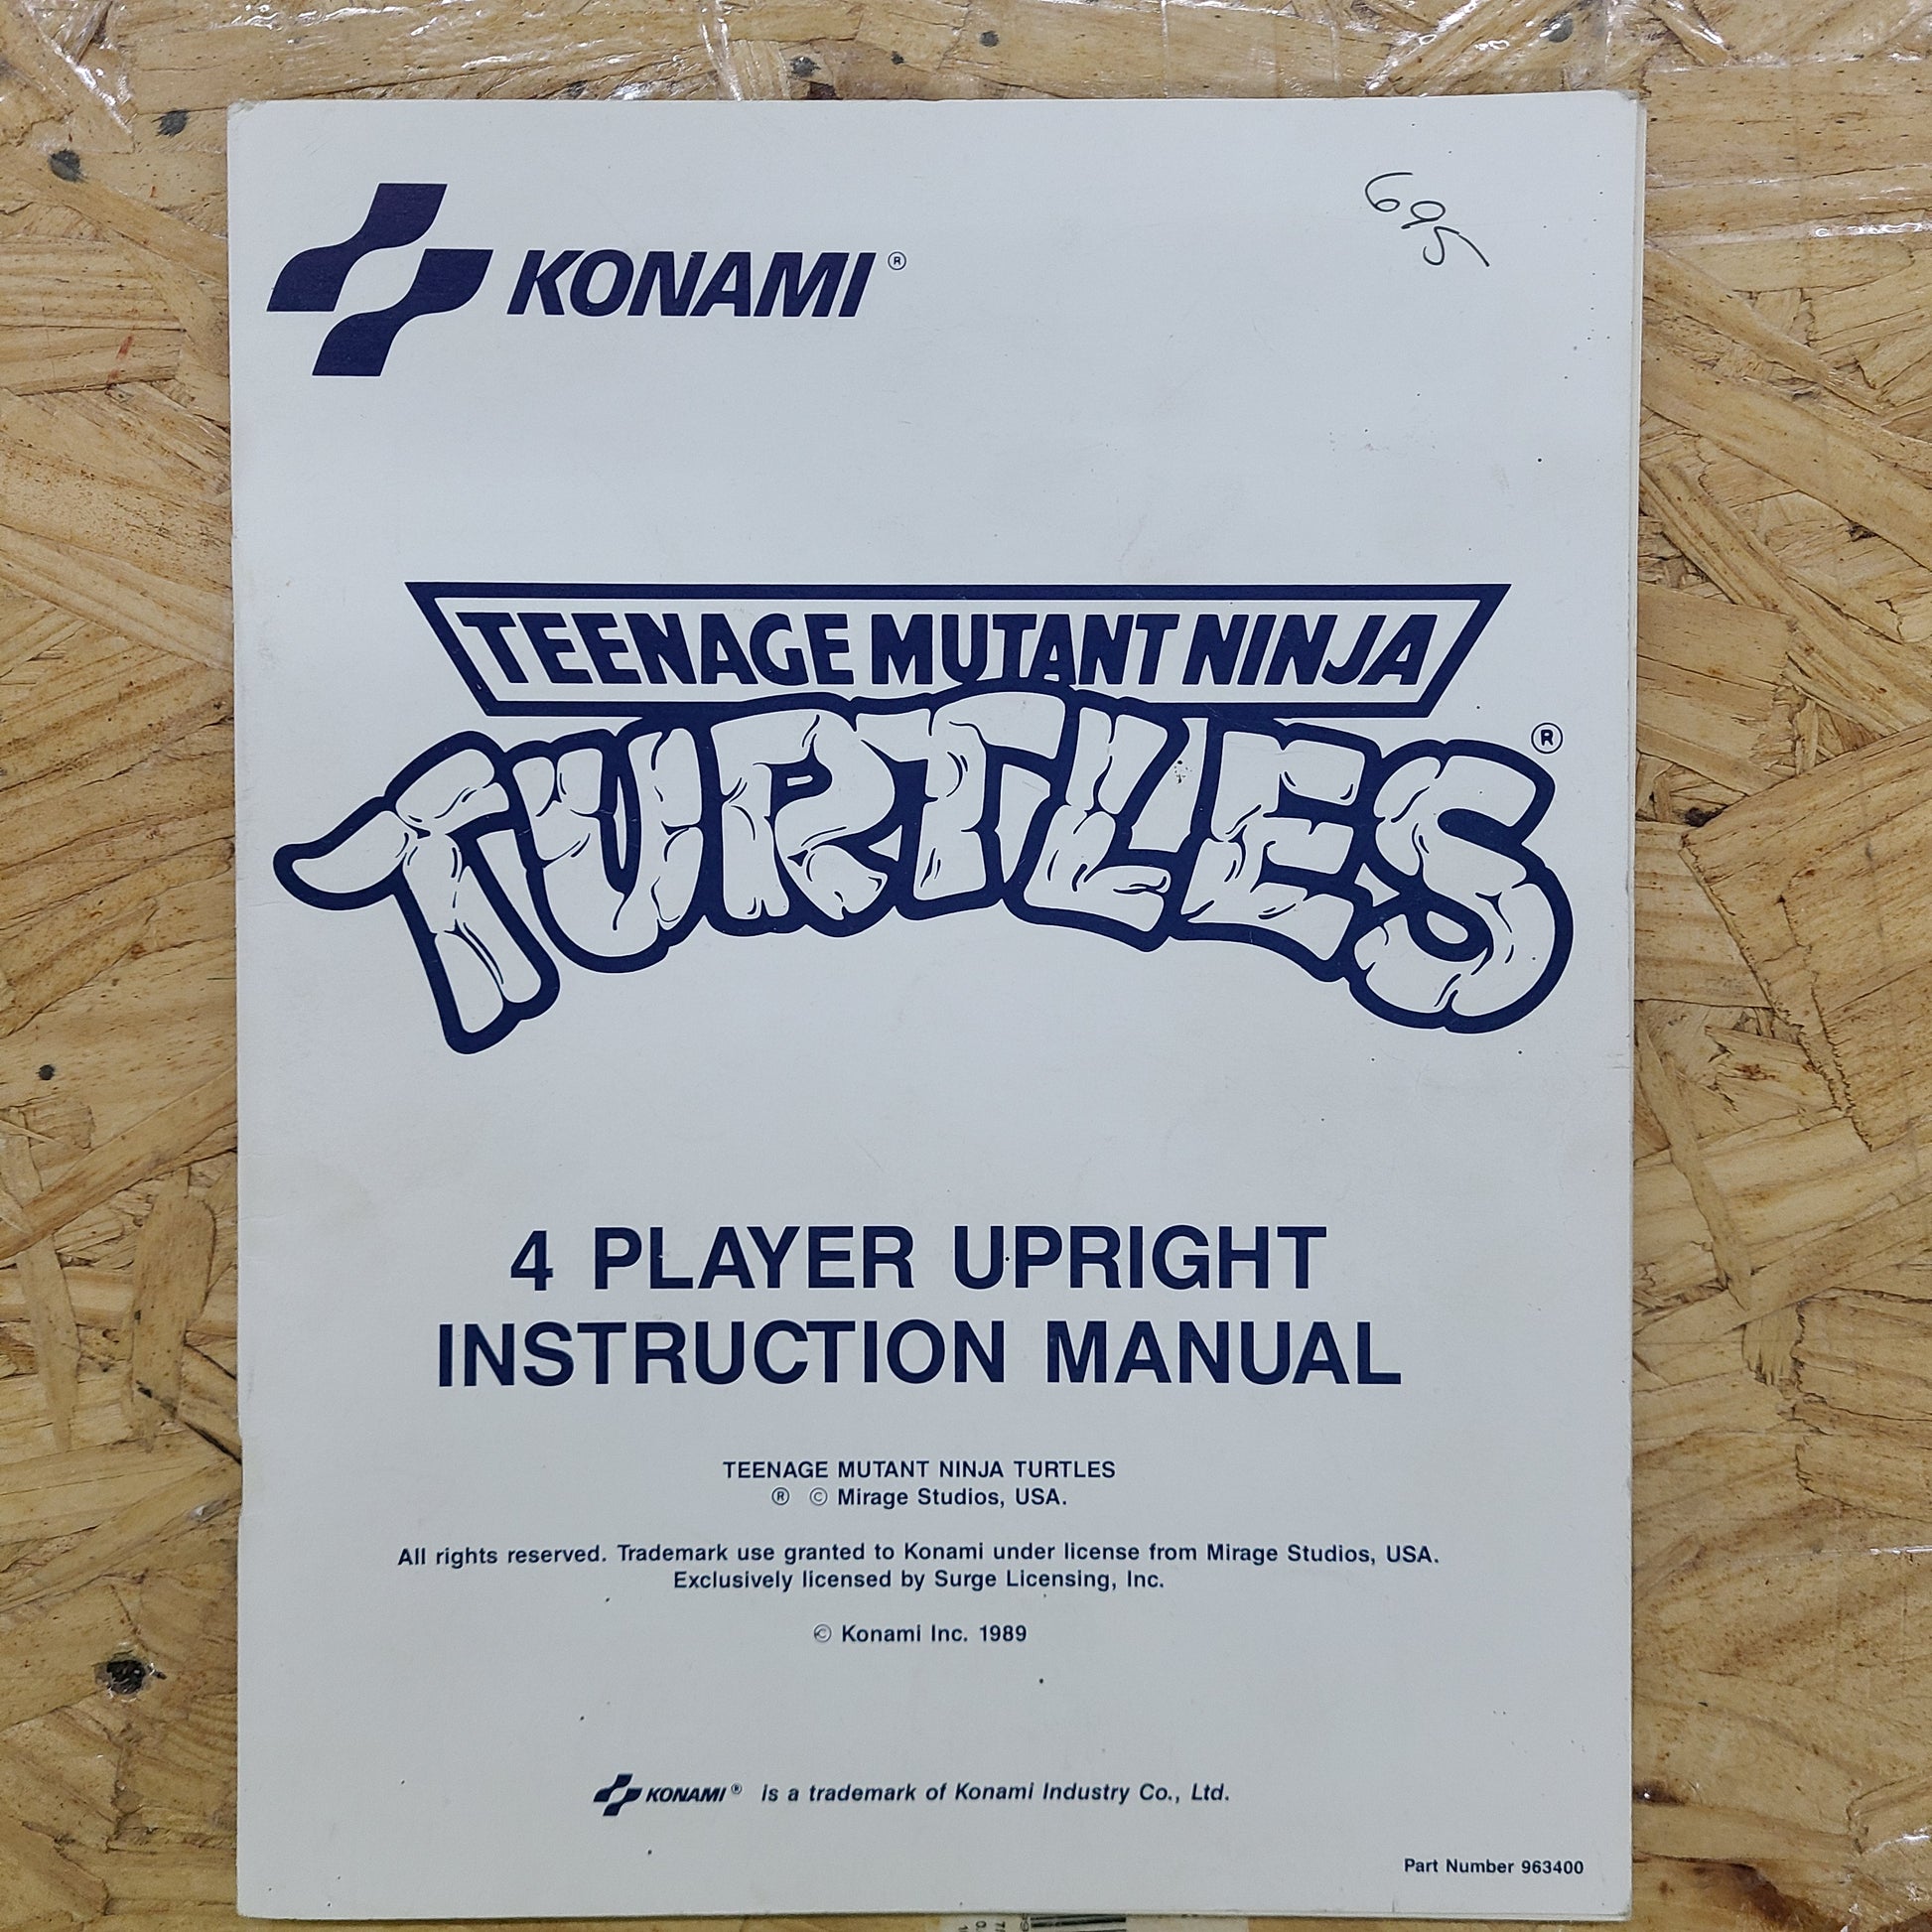 KONAMI®
695
TEENAGE MUTANT NINJA
TURTLES®
4 PLAYER UPRIGHT
INSTRUCTION MANUAL
TEENAGE MUTANT NINJA TURTLES
® © Mirage Studios, USA.
All rights reserved. Trademark use granted to Konami under license from Mirage Studios, USA.
Exclusively licensed by Surge Licensing, Inc.
© Konami Inc. 1989
KONAMI® is a trademark of Konami Industry Co., Ltd.
Part Number 963400